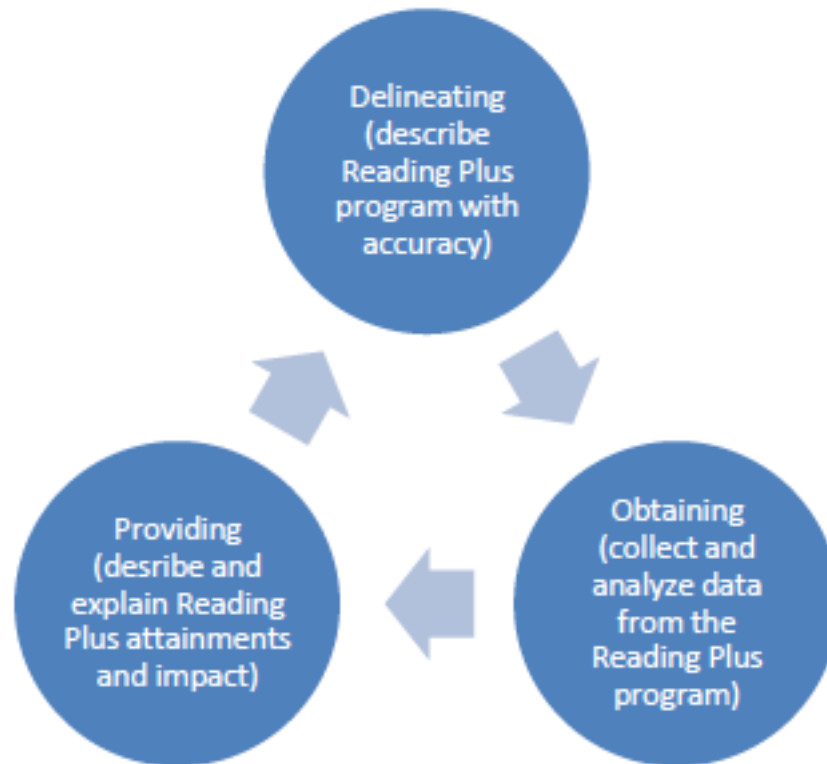 Delineating
(describe
Reading Plus
program with
accuracy)
Obtaining
(collect and
analyze data
from the
Reading Plus
program)
Providing
(desribe and
explain Reading
Plus attainments
and impact)